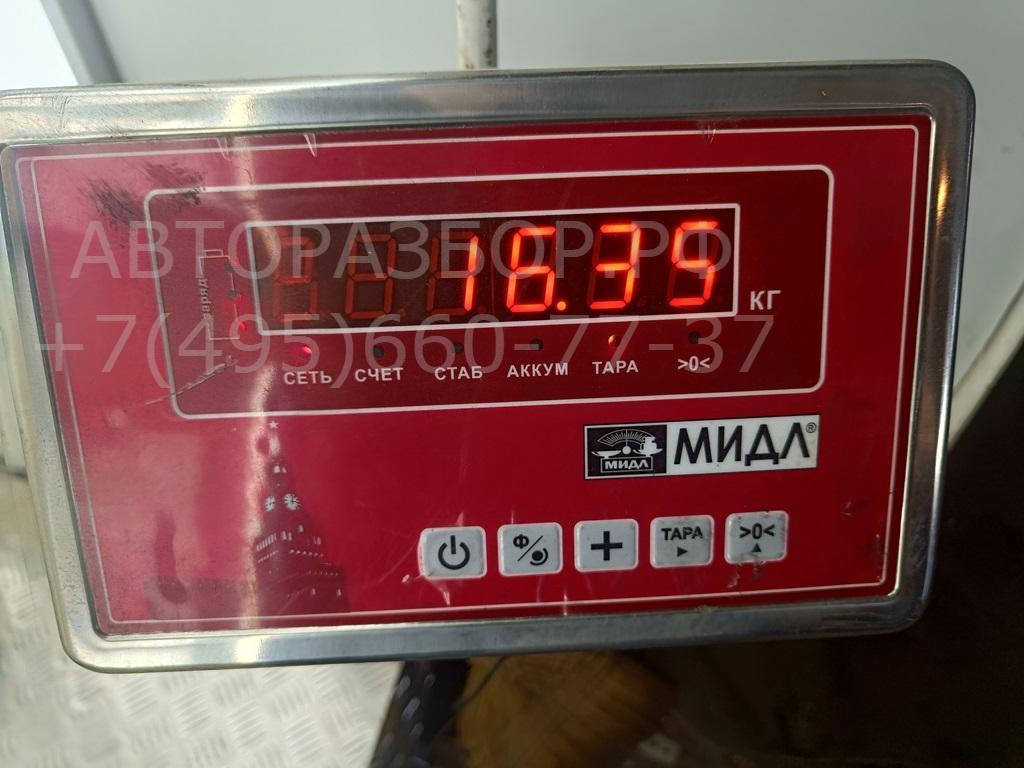 АВТОРАЗБОР.РФ
+7(495)660-77-37
заряд
16.39
КГ
СЕТЬ СЧЕТ СТАБ АККУМ ТАРА >0<
МИДЛ МИДЛ®
Ф + ТАРА >0<